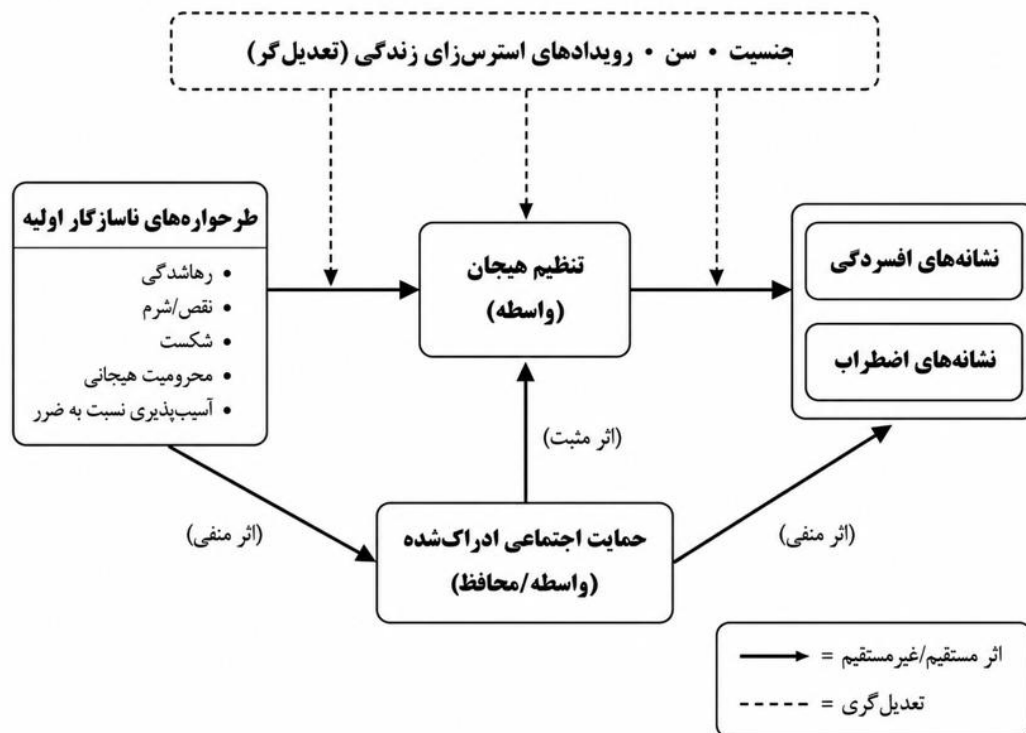 جنسیت • سن • رویدادهای استرس‌زای زندگی (تعدیل‌گر)
طرحواره‌های ناسازگار اولیه
• رهاشدگی
• نقص/شرم
• شکست
• محرومیت هیجانی
• آسیب‌پذیری نسبت به ضرر
تنظیم هیجان
(واسطه)
نشانه‌های افسردگی
نشانه‌های اضطراب
(اثر مثبت)
(اثر منفی)
حمایت اجتماعی ادراک‌شده
(واسطه/محافظ)
(اثر منفی)
= اثر مستقیم/غیرمستقیم
= تعدیل‌گری